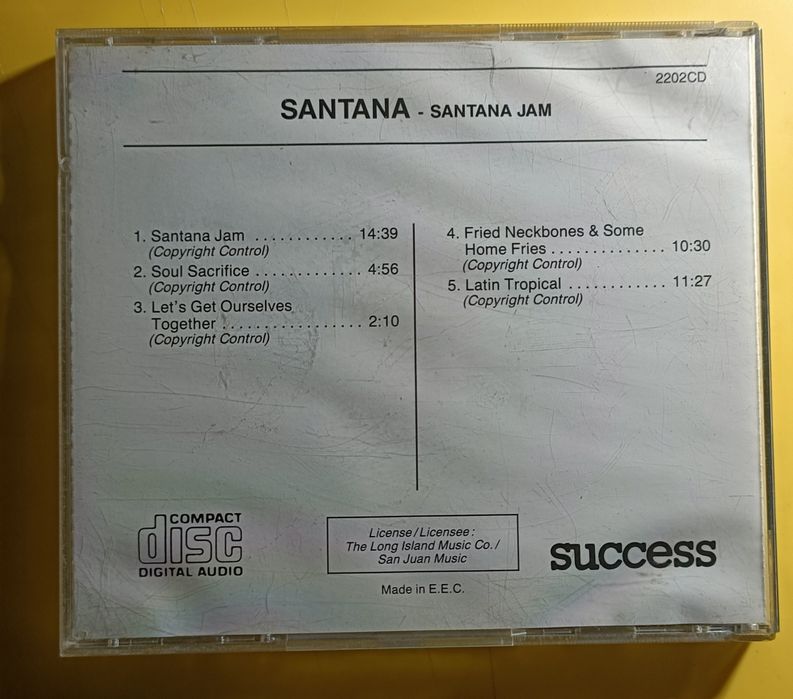 2202CD
SANTANA - SANTANA JAM
1. Santana Jam ............ 14:39
(Copyright Control)
2. Soul Sacrifice ............. 4:56
(Copyright Control)
3. Let's Get Ourselves
Together ................. 2:10
(Copyright Control)
4. Fried Neckbones & Some
Home Fries .............. 10:30
(Copyright Control)
5. Latin Tropical ............ 11:27
(Copyright Control)
COMPACT
disc
DIGITAL AUDIO
License/Licensee:
The Long Island Music Co./
San Juan Music
Made in E.E.C.
success